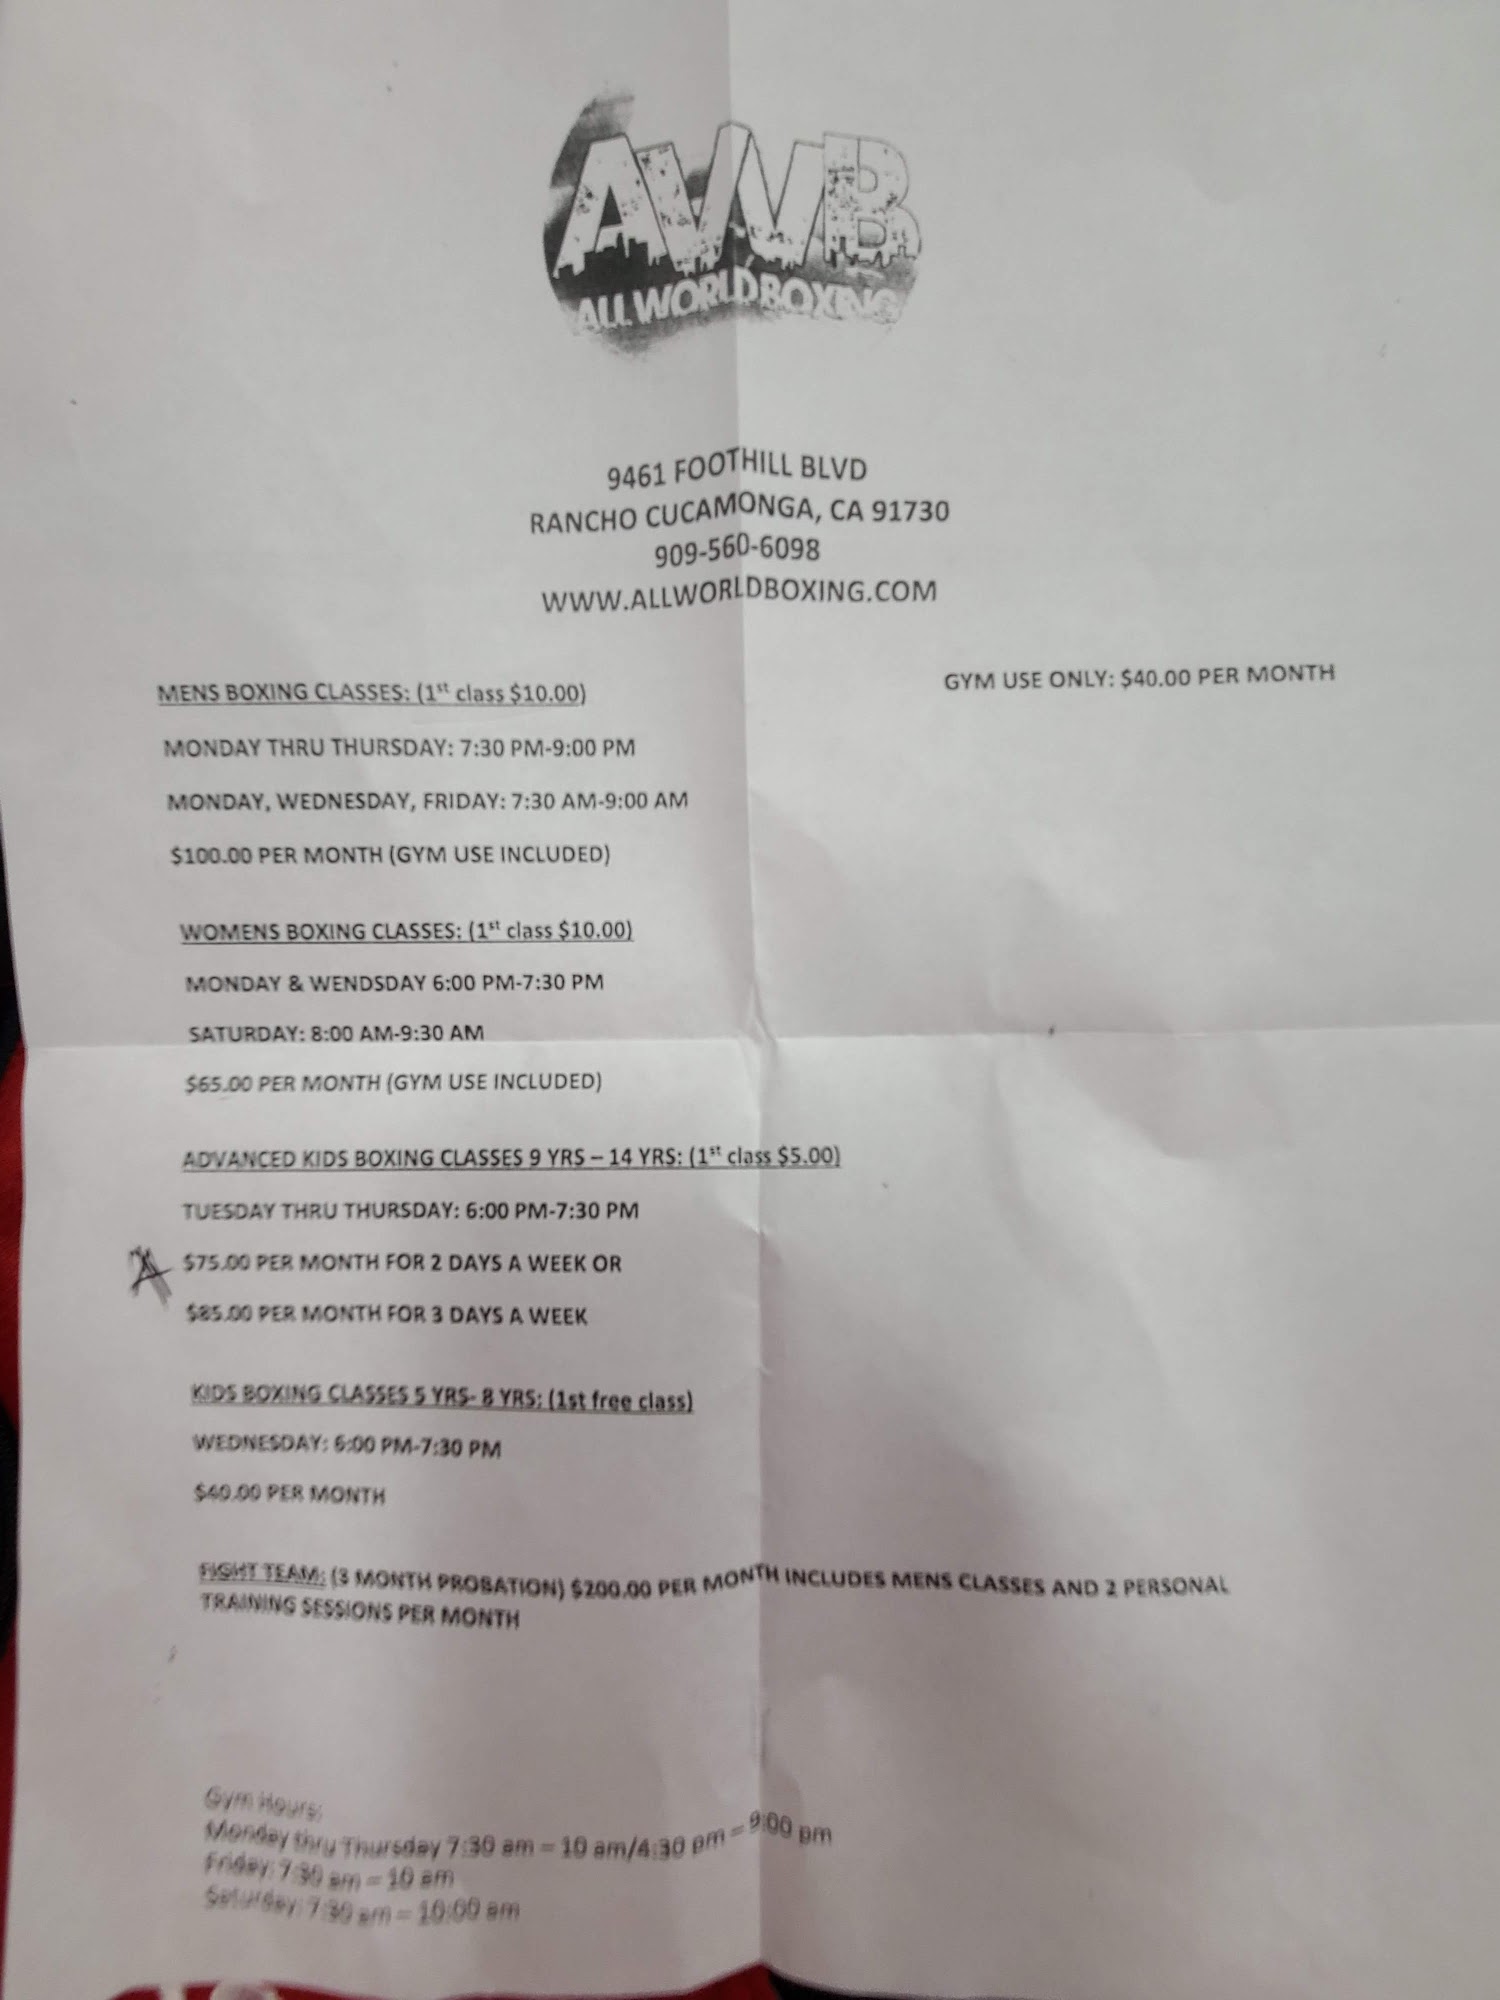 AWB
ALL WORLD BOXING
9461 FOOTHILL BLVD
RANCHO CUCAMONGA, CA 91730
909-560-6098
WWW.ALLWORLDBOXING.COM
GYM USE ONLY: $40.00 PER MONTH
MENS BOXING CLASSES: (1st class $10.00)
MONDAY THRU THURSDAY: 7:30 PM-9:00 PM
MONDAY, WEDNESDAY, FRIDAY: 7:30 AM-9:00 AM
$100.00 PER MONTH (GYM USE INCLUDED)
WOMENS BOXING CLASSES: (1st class $10.00)
MONDAY & WENDSDAY 6:00 PM-7:30 PM
SATURDAY: 8:00 AM-9:30 AM
$65.00 PER MONTH (GYM USE INCLUDED)
ADVANCED KIDS BOXING CLASSES 9 YRS – 14 YRS: (1st class $5.00)
TUESDAY THRU THURSDAY: 6:00 PM-7:30 PM
$75.00 PER MONTH FOR 2 DAYS A WEEK OR
$85.00 PER MONTH FOR 3 DAYS A WEEK
KIDS BOXING CLASSES 5 YRS- 8 YRS: (1st free class)
WEDNESDAY: 6:00 PM-7:30 PM
$40.00 PER MONTH
FIGHT TEAM: (3 MONTH PROBATION) $200.00 PER MONTH INCLUDES MENS CLASSES AND 2 PERSONAL
TRAINING SESSIONS PER MONTH
Gym Hours:
Monday thru Thursday 7:30 am – 10 am/4:30 pm – 9:00 pm
Friday: 7:30 am – 10 am
Saturday: 7:30 am – 10:00 am